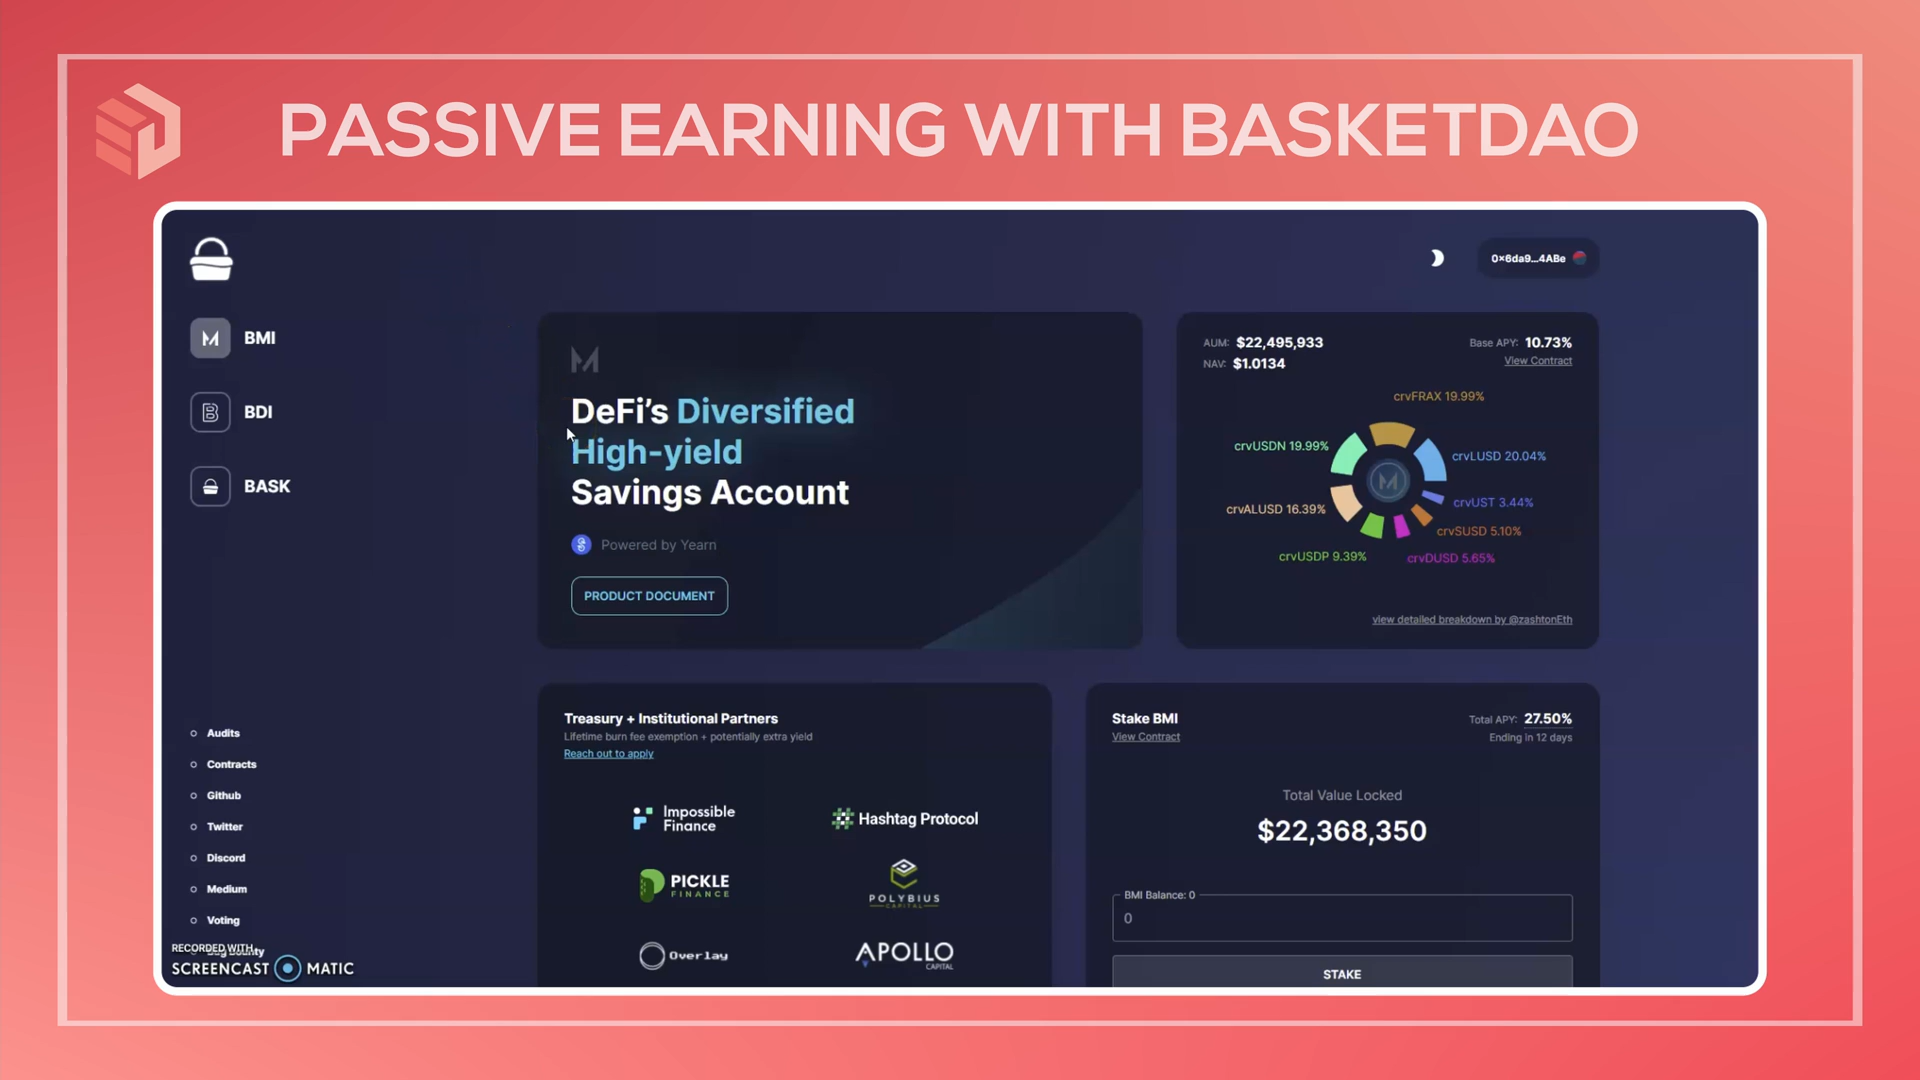 PASSIVE EARNING WITH BASKETDAO
0×6da9...4ABe
BMI
BDI
BASK
DeFi's Diversified
High-yield
Savings Account
Powered by Yearn
PRODUCT DOCUMENT
AUM: $22,495,933
NAV: $1.0134
Base APY: 10.73%
View Contract
crvFRAX 19.99%
crvUSDN 19.99%
crvLUSD 20.04%
crvUST 3.44%
crvALUSD 16.39%
crvSUSD 5.10%
crvUSDP 9.39%
crvDUSD 5.65%
view detailed breakdown by @zashtonEth
Treasury + Institutional Partners
Lifetime burn fee exemption + potentially extra yield
Reach out to apply
Impossible
Finance
Hashtag Protocol
PICKLE
FINANCE
POLYBIUS
CAPITAL
Overlay
APOLLO
CAPITAL
Stake BMI
View Contract
Total APY: 27.50%
Ending in 12 days
Total Value Locked
$22,368,350
BMI Balance: 0
0
STAKE
Audits
Contracts
Github
Twitter
Discord
Medium
Voting
Bug Bounty
RECORDED WITH
SCREENCAST MATIC